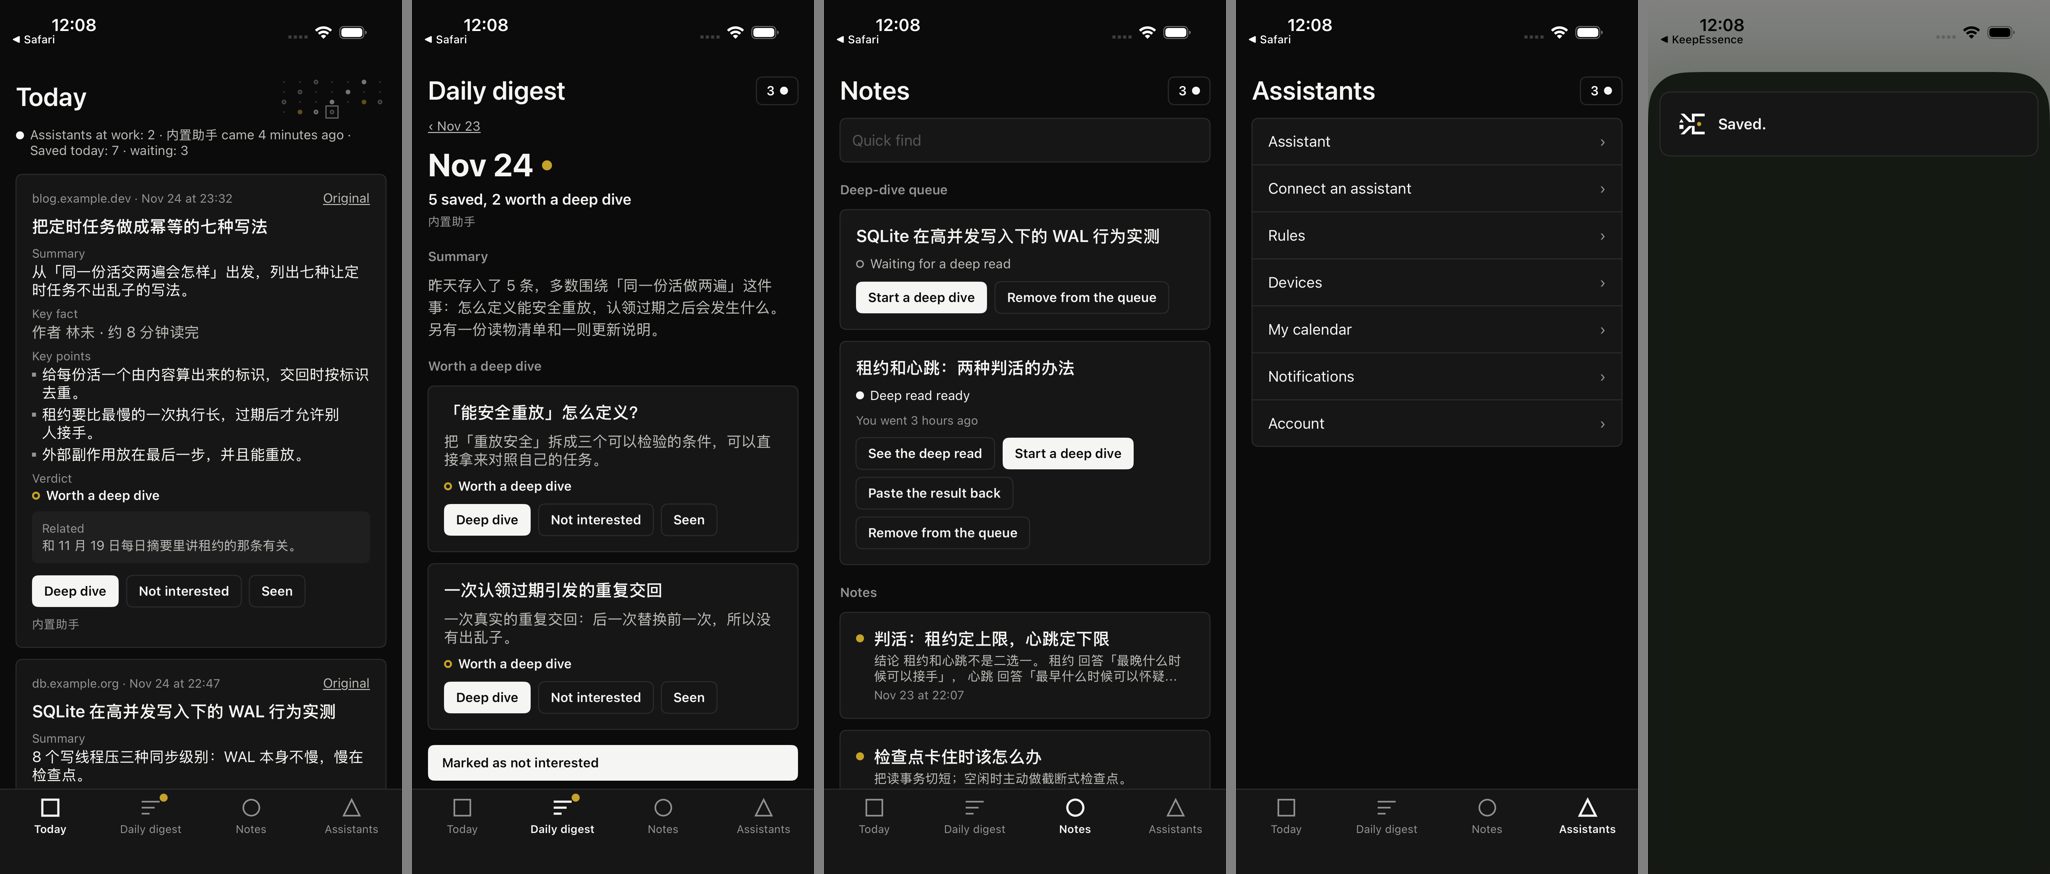 12:08
◀ Safari
Today
Assistants at work: 2 · 内置助手 came 4 minutes ago ·
Saved today: 7 · waiting: 3
blog.example.dev · Nov 24 at 23:32
Original
把定时任务做成幂等的七种写法
Summary
从「同一份活交两遍会怎样」出发，列出七种让定
时任务不出乱子的写法。
Key fact
作者 林未 · 约 8 分钟读完
Key points
给每份活一个由内容算出来的标识，交回时按标识
去重。
租约要比最慢的一次执行长，过期后才允许别
人接手。
外部副作用放在最后一步，并且能重放。
Verdict
Worth a deep dive
Related
和 11 月 19 日每日摘要里讲租约的那条有关。
Deep dive
Not interested
Seen
内置助手
db.example.org · Nov 24 at 22:47
Original
SQLite 在高并发写入下的 WAL 行为实测
Summary
8 个写线程压三种同步级别：WAL 本身不慢，慢在
检查点。
Today
Daily digest
Notes
Assistants
12:08
◀ Safari
Daily digest
3
‹ Nov 23
Nov 24
5 saved, 2 worth a deep dive
内置助手
Summary
昨天存入了 5 条，多数围绕「同一份活做两遍」这件
事：怎么定义能安全重放，认领过期之后会发生什么。
另有一份读物清单和一则更新说明。
Worth a deep dive
「能安全重放」怎么定义？
把「重放安全」拆成三个可以检验的条件，可以直
接拿来对照自己的任务。
Worth a deep dive
Deep dive
Not interested
Seen
一次认领过期引发的重复交回
一次真实的重复交回：后一次替换前一次，所以没
有出乱子。
Worth a deep dive
Deep dive
Not interested
Seen
Marked as not interested
Today
Daily digest
Notes
Assistants
12:08
◀ Safari
Notes
3
Quick find
Deep-dive queue
SQLite 在高并发写入下的 WAL 行为实测
Waiting for a deep read
Start a deep dive
Remove from the queue
租约和心跳：两种判活的办法
Deep read ready
You went 3 hours ago
See the deep read
Start a deep dive
Paste the result back
Remove from the queue
Notes
判活：租约定上限，心跳定下限
结论 租约和心跳不是二选一。 租约 回答「最晚什么时
候可以接手」， 心跳 回答「最早什么时候可以怀疑…
Nov 23 at 22:07
检查点卡住时该怎么办
把读事务切短；空闲时主动做截断式检查点。
Today
Daily digest
Notes
Assistants
12:08
◀ Safari
Assistants
3
Assistant
Connect an assistant
Rules
Devices
My calendar
Notifications
Account
Today
Daily digest
Notes
Assistants
12:08
◀ KeepEssence
Saved.